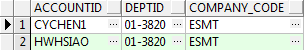 ACCOUNTID DEPTID COMPANY_CODE
1 CYCHEN1 ... 01-3820 ... ESMT ...
2 HWHSIAO ... 01-3820 ... ESMT ...